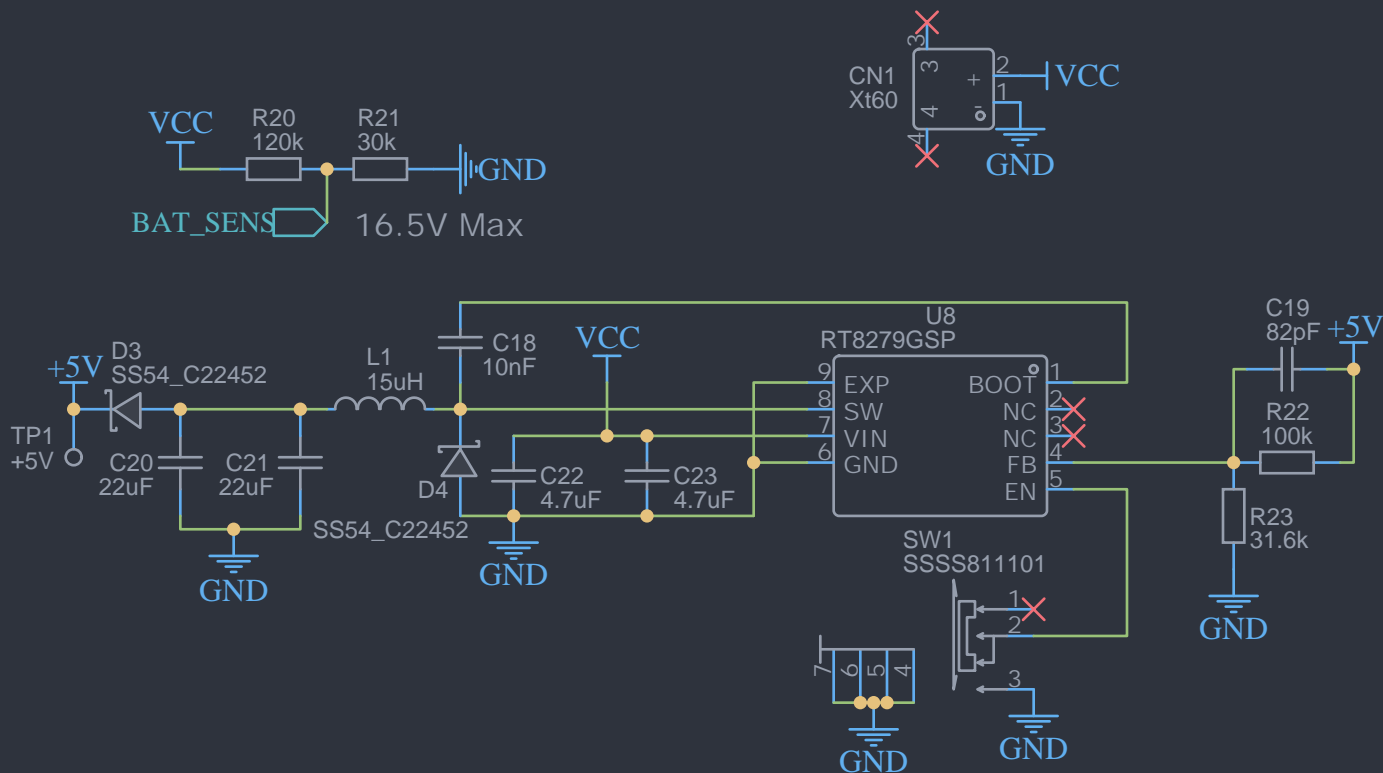 3
3
4
4
CN1
Xt60
+
-
2
1
VCC
GND
VCC
R20
120k
R21
30k
GND
BAT_SENS
16.5V Max
+5V
D3
SS54_C22452
TP1
+5V
C20
22uF
C21
22uF
GND
L1
15uH
C18
10nF
D4
SS54_C22452
VCC
C22
4.7uF
C23
4.7uF
GND
U8
RT8279GSP
9 EXP BOOT 1
8 SW NC 2
7 VIN NC 3
6 GND FB 4
EN 5
C19
82pF
+5V
R22
100k
R23
31.6k
GND
SW1
SSSS811101
1
2
3
GND
7 6 5 4
GND